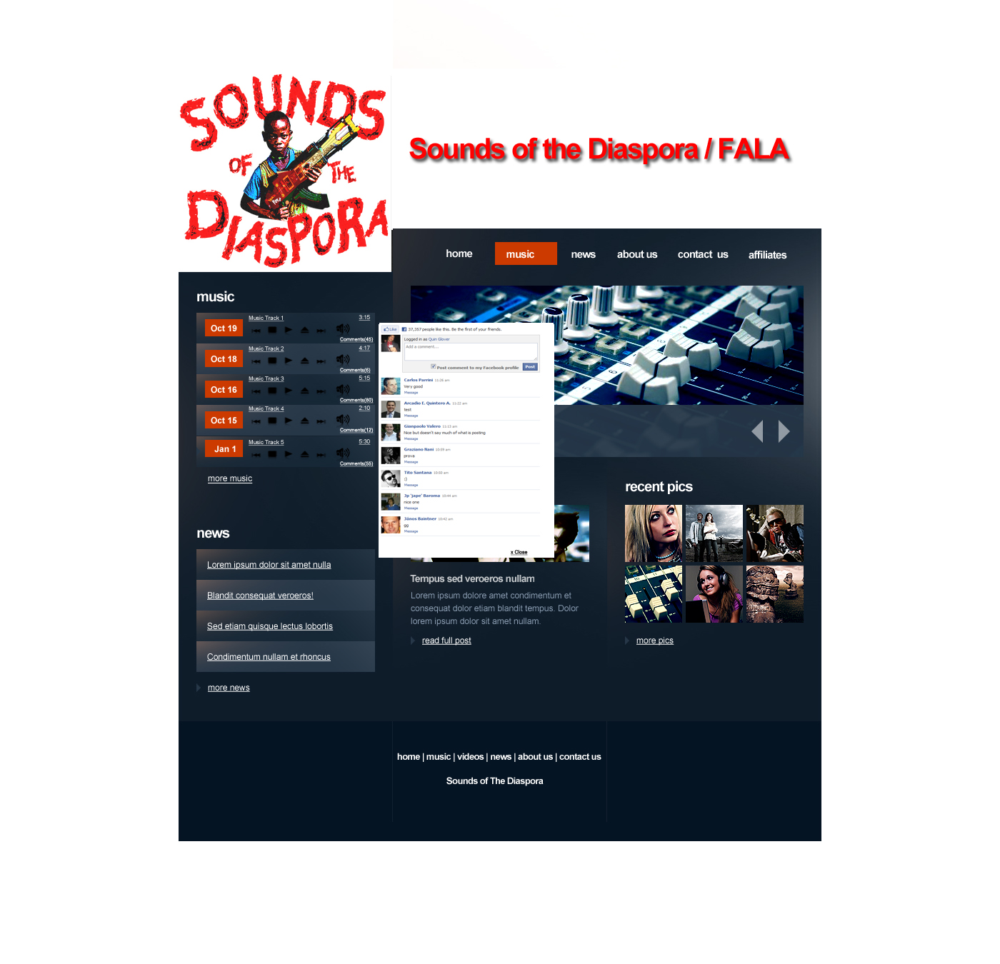 SOUNDS
OF THE
DIASPORA
Sounds of the Diaspora / FALA
home music news about us contact us affiliates
music
Oct 19 Music Track 1 3:15
Comments(45)
Oct 18 Music Track 2 4:17
Comments(6)
Oct 16 Music Track 3 5:15
Comments(80)
Oct 15 Music Track 4 2:10
Comments(12)
Jan 1 Music Track 5 5:30
Comments(55)
more music
news
Lorem ipsum dolor sit amet nulla
Blandit consequat veroeros!
Sed etiam quisque lectus lobortis
Condimentum nullam et rhoncus
more news
Like 37,357 people like this. Be the first of your friends.
Logged in as Quin Glover
Add a comment...
Post comment to my Facebook profile Post
Carlos Parrini 11:26 am
Very good
Message
Arcadio E. Quintero A. 11:22 am
test
Message
Gianpaolo Valero 11:13 am
Nice but doesn't say much of what is posting
Message
Graziano Nani 10:59 am
prova
Message
Tito Santana 10:50 am
:)
Message
Jp 'jape' Baroma 10:44 am
nice one
Message
János Baintner 10:42 am
gg
Message
x Close
Tempus sed veroeros nullam
Lorem ipsum dolore amet condimentum et
consequat dolor etiam blandit tempus. Dolor
lorem ipsum dolor sit amet nullam.
read full post
recent pics
more pics
home | music | videos | news | about us | contact us
Sounds of The Diaspora